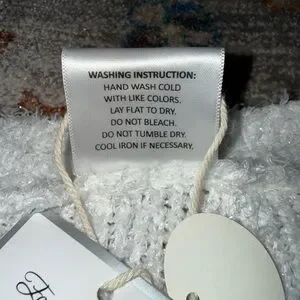 WASHING INSTRUCTION:
HAND WASH COLD
WITH LIKE COLORS.
LAY FLAT TO DRY.
DO NOT BLEACH.
DO NOT TUMBLE DRY.
COOL IRON IF NECESSARY.